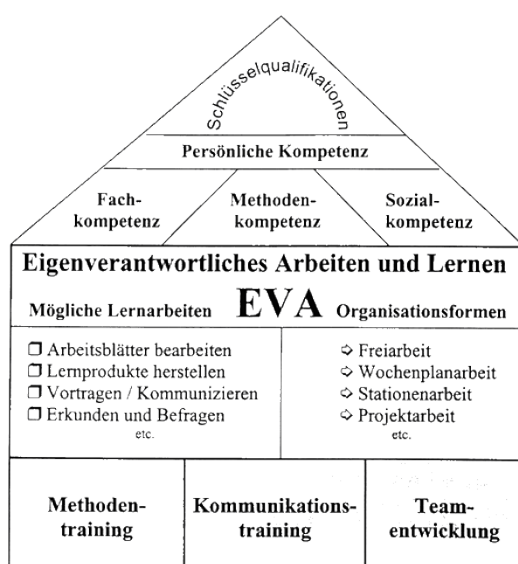 Schlüsselqualifikationen
Persönliche Kompetenz
Fach-
kompetenz
Methoden-
kompetenz
Sozial-
kompetenz
Eigenverantwortliches Arbeiten und Lernen
Mögliche Lernarbeiten EVA Organisationsformen
❒ Arbeitsblätter bearbeiten
❒ Lernprodukte herstellen
❒ Vortragen / Kommunizieren
❒ Erkunden und Befragen
etc.
➪ Freiarbeit
➪ Wochenplanarbeit
➪ Stationenarbeit
➪ Projektarbeit
etc.
Methoden-
training
Kommunikations-
training
Team-
entwicklung